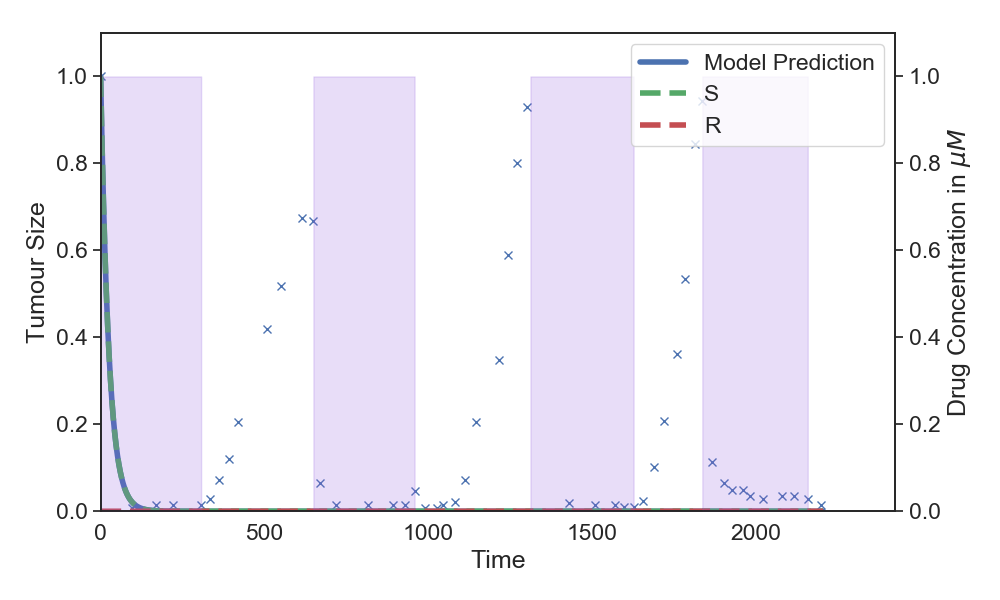 Model Prediction
S
R
1.0
0.8
0.6
0.4
0.2
0.0
Tumour Size
1.0
0.8
0.6
0.4
0.2
0.0
Drug Concentration in μM
0
500
1000
1500
2000
Time